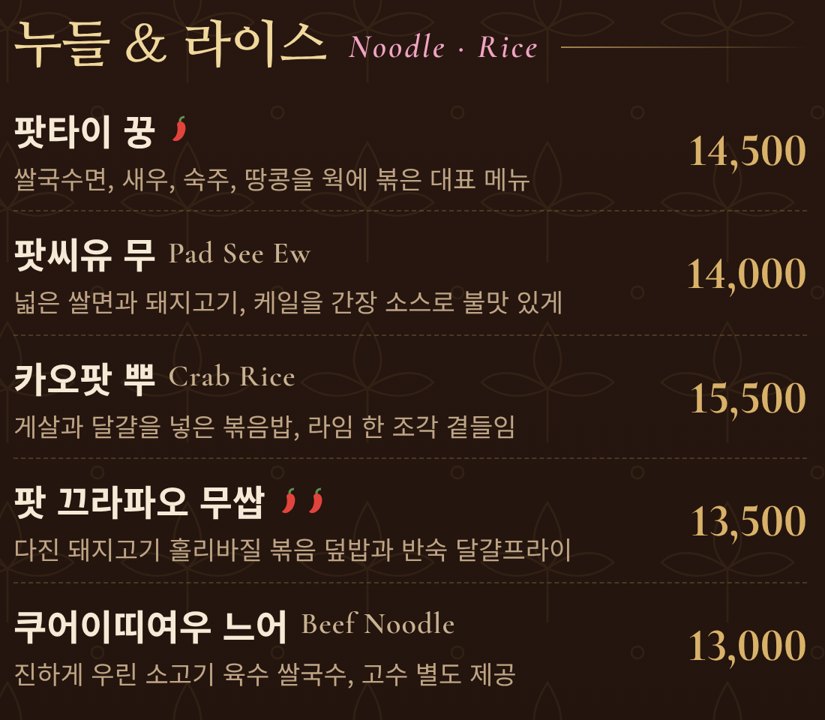 누들 & 라이스 Noodle · Rice
팟타이 꿍 🌶
14,500
쌀국수면, 새우, 숙주, 땅콩을 웍에 볶은 대표 메뉴
팟씨유 무 Pad See Ew
14,000
넓은 쌀면과 돼지고기, 케일을 간장 소스로 불맛 있게
카오팟 뿌 Crab Rice
15,500
게살과 달걀을 넣은 볶음밥, 라임 한 조각 곁들임
팟 끄라파오 무쌉 🌶🌶
13,500
다진 돼지고기 홀리바질 볶음 덮밥과 반숙 달걀프라이
쿠어이띠여우 느어 Beef Noodle
13,000
진하게 우린 소고기 육수 쌀국수, 고수 별도 제공